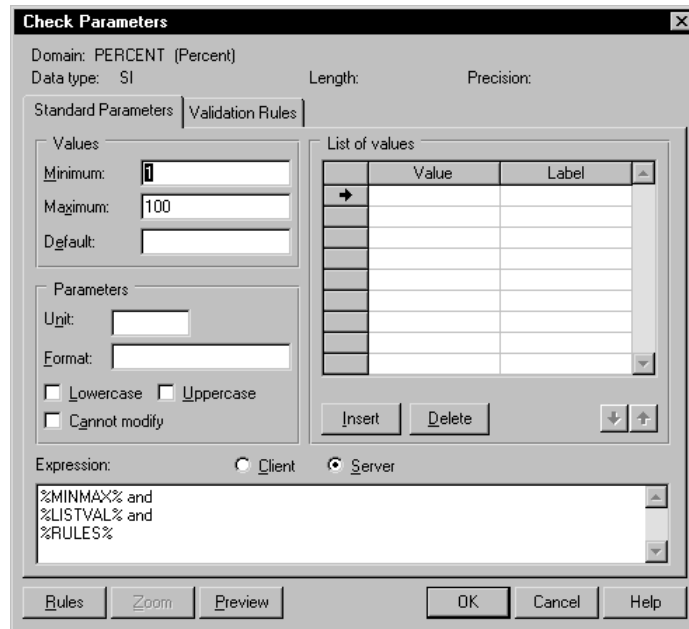 Check Parameters
Domain: PERCENT (Percent)
Data type: SI Length: Precision:
Standard Parameters Validation Rules
Values
Minimum: 1
Maximum: 100
Default:
Parameters
Unit:
Format:
Lowercase Uppercase
Cannot modify
List of values
Value Label
Insert Delete
Expression: Client Server
%MINMAX% and
%LISTVAL% and
%RULES%
Rules Zoom Preview OK Cancel Help